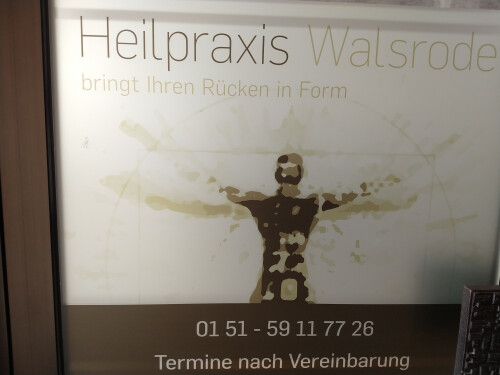 Heilpraxis Walsrode
bringt Ihren Rücken in Form
01 51 - 59 11 77 26
Termine nach Vereinbarung